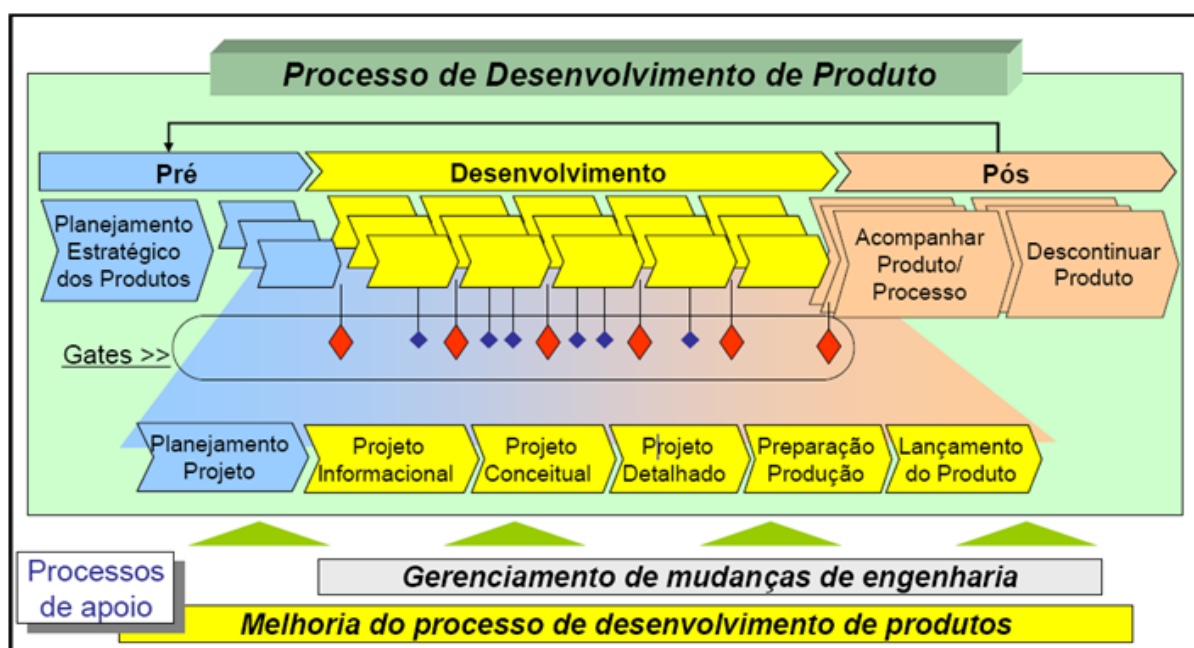 Processo de Desenvolvimento de Produto
Pré
Desenvolvimento
Pós
Planejamento
Estratégico
dos Produtos
Acompanhar
Produto/
Processo
Descontinuar
Produto
Gates >>
Planejamento
Projeto
Projeto
Informacional
Projeto
Conceitual
Projeto
Detalhado
Preparação
Produção
Lançamento
do Produto
Processos
de apoio
Gerenciamento de mudanças de engenharia
Melhoria do processo de desenvolvimento de produtos